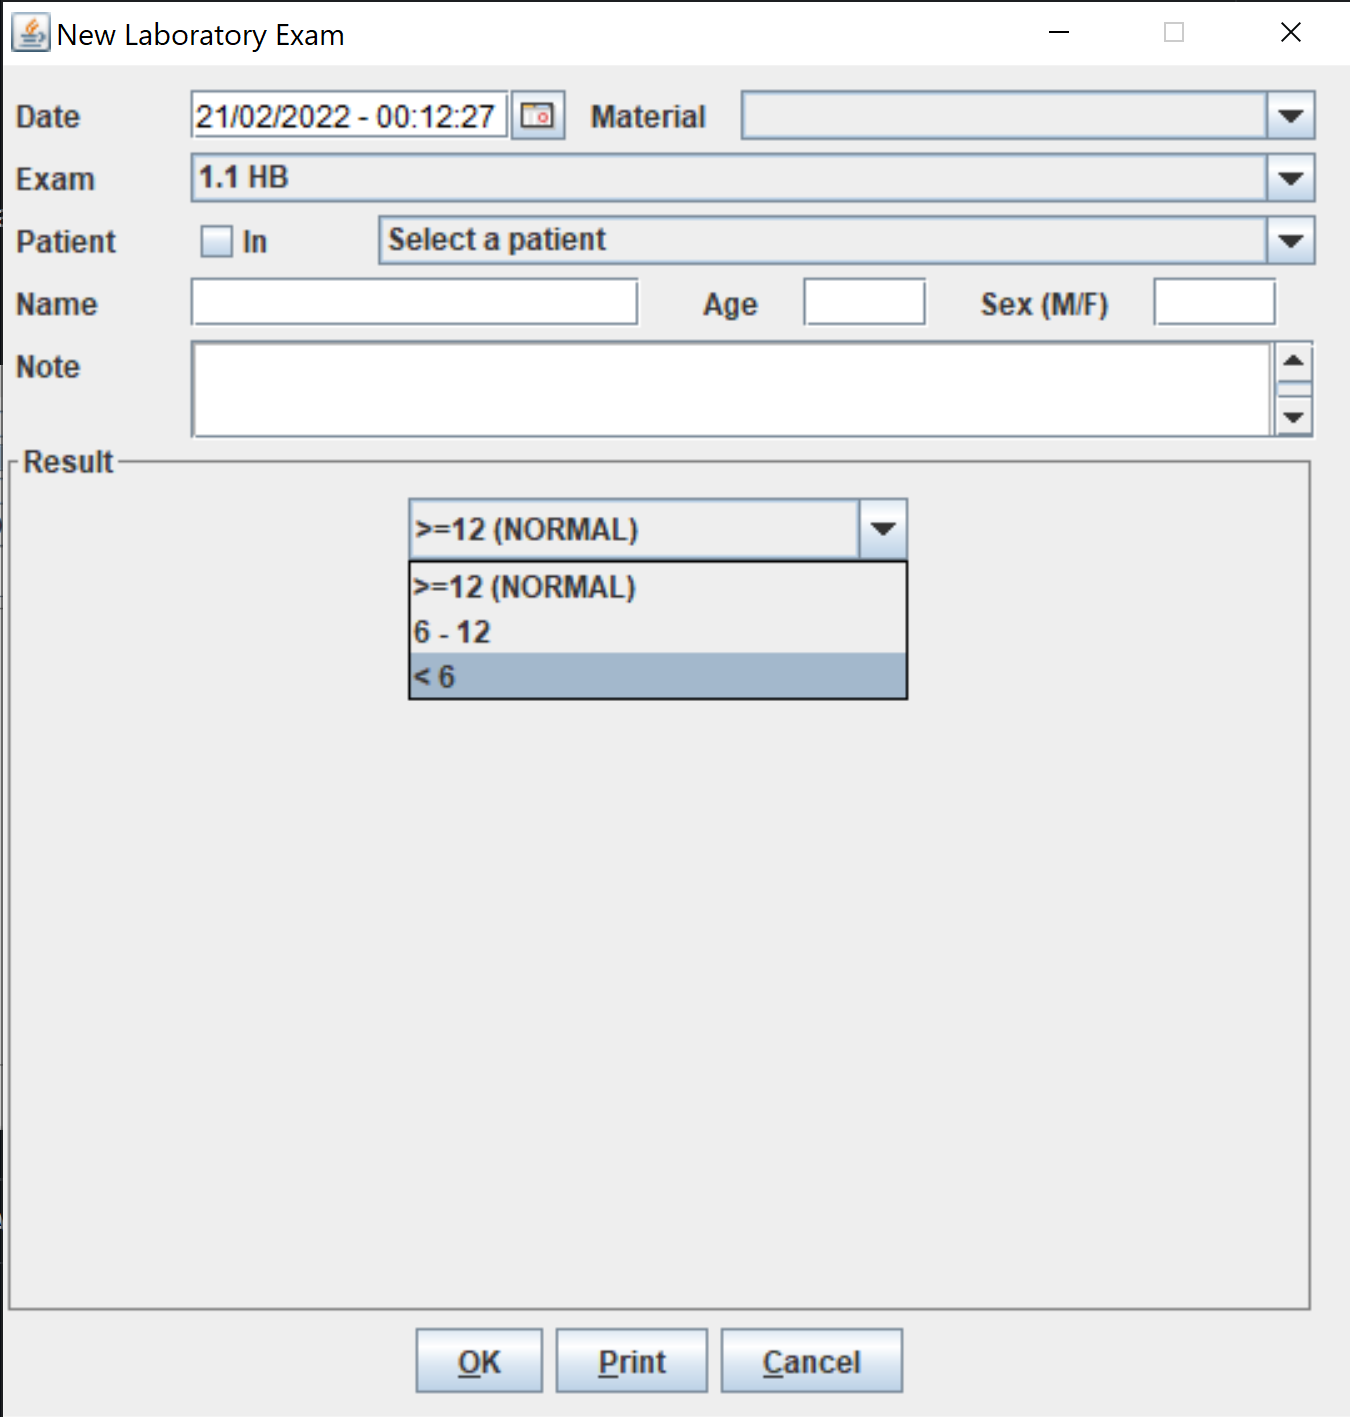 New Laboratory Exam
Date 21/02/2022 - 00:12:27 Material
Exam 1.1 HB
Patient In Select a patient
Name Age Sex (M/F)
Note
Result
>=12 (NORMAL)
>=12 (NORMAL)
6 - 12
< 6
OK Print Cancel